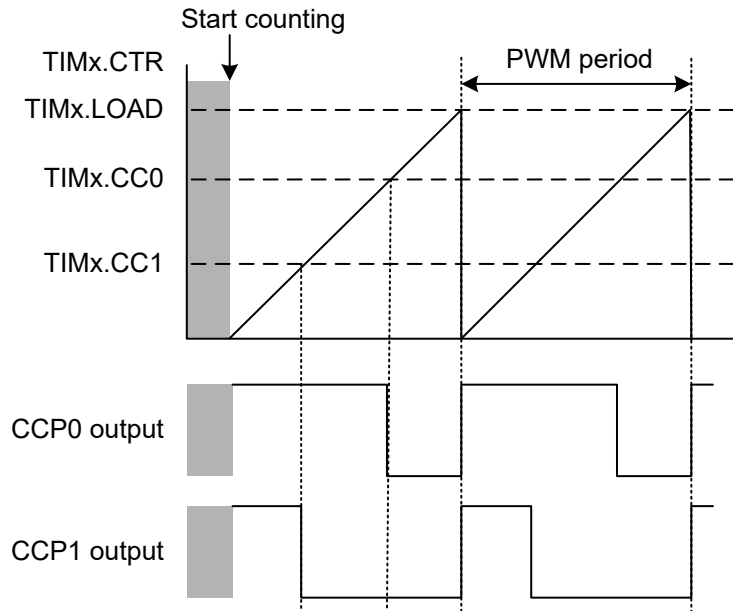 Start counting
TIMx.CTR
PWM period
TIMx.LOAD
TIMx.CC0
TIMx.CC1
CCP0 output
CCP1 output